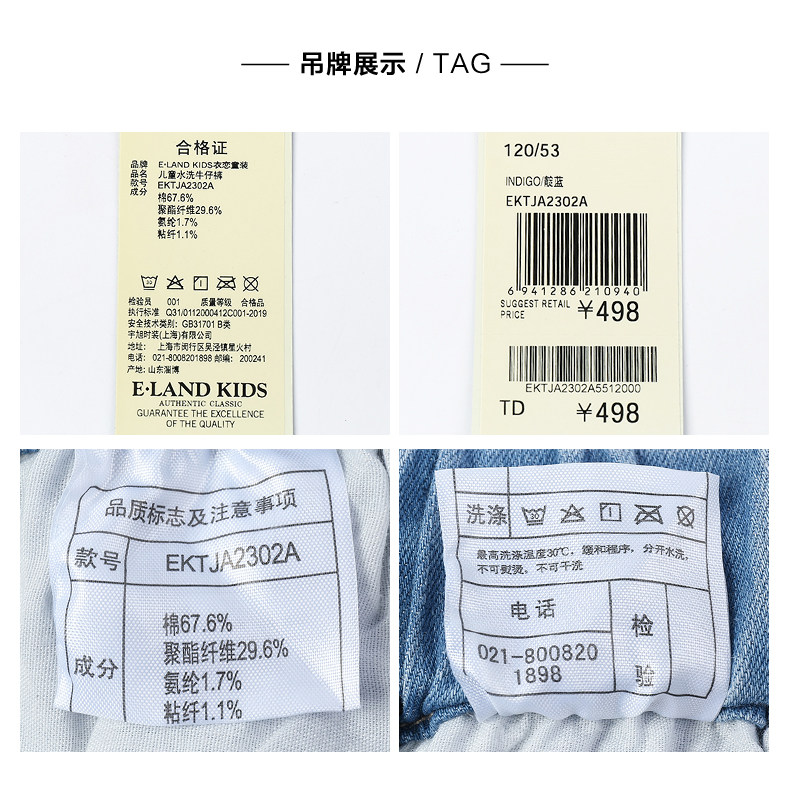 吊牌展示 / TAG
合格证
品牌 E·LAND KIDS衣恋童装
品名 儿童水洗牛仔裤
款号 EKTJA2302A
成分
棉67.6%
聚酯纤维29.6%
氨纶1.7%
粘纤1.1%
检验员 001 质量等级 合格品
执行标准 Q31/0112000412C001-2019
安全技术类别: GB31701 B类
宇旭时装(上海)有限公司
地址: 上海市闵行区吴泾镇星火村
电话: 021-8008201898 邮编: 200241
产地: 山东淄博
E·LAND KIDS
AUTHENTIC CLASSIC
GUARANTEE THE EXCELLENCE
OF THE QUALITY
120/53
INDIGO/靛蓝
EKTJA2302A
6 941286 210940
SUGGEST RETAIL
PRICE ¥498
EKTJA2302A5512000
TD ¥498
品质标志及注意事项
款号 EKTJA2302A
成分
棉67.6%
聚酯纤维29.6%
氨纶1.7%
粘纤1.1%
洗涤 30
最高洗涤温度30℃, 缓和程序, 分开水洗,
不可熨烫。不可干洗
电话
021-800820
1898
检
验